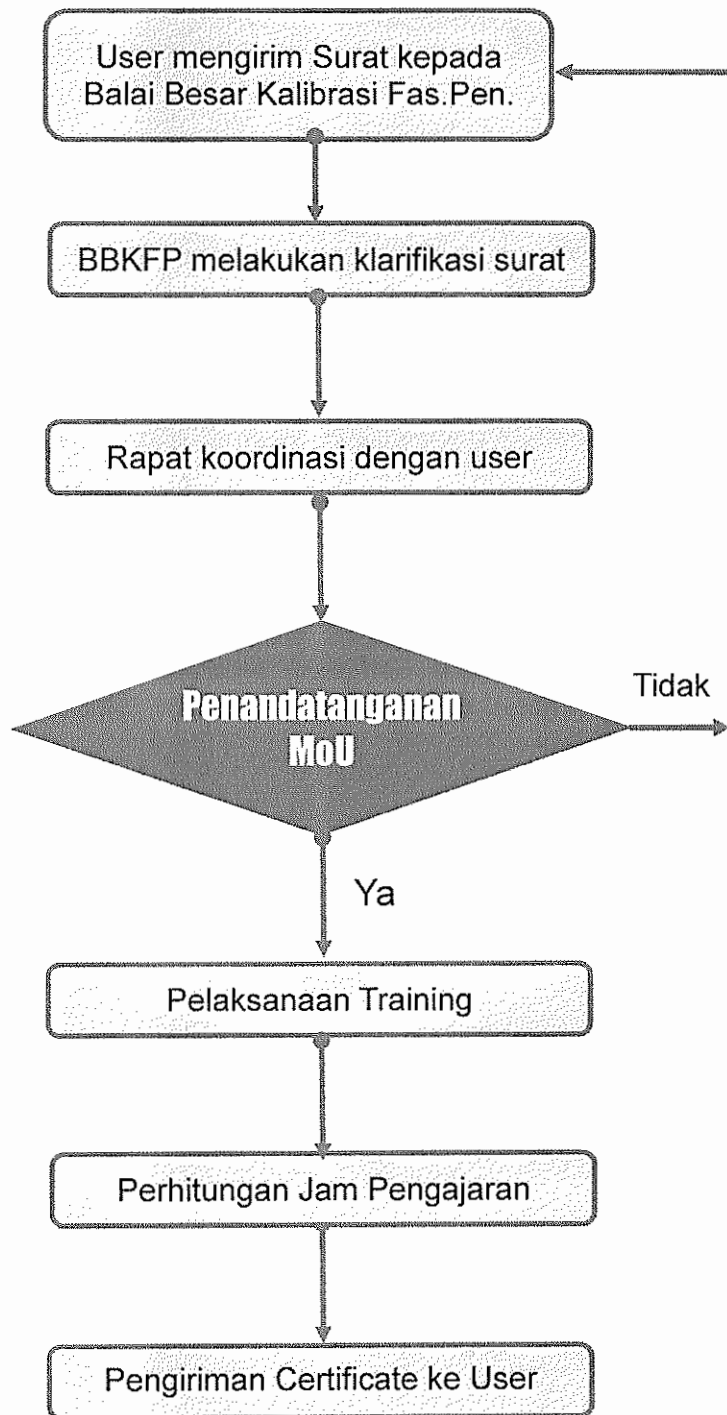 User mengirim Surat kepada
Balai Besar Kalibrasi Fas.Pen.
BBKFP melakukan klarifikasi surat
Rapat koordinasi dengan user
Penandatanganan
MoU
Tidak
Ya
Pelaksanaan Training
Perhitungan Jam Pengajaran
Pengiriman Certificate ke User